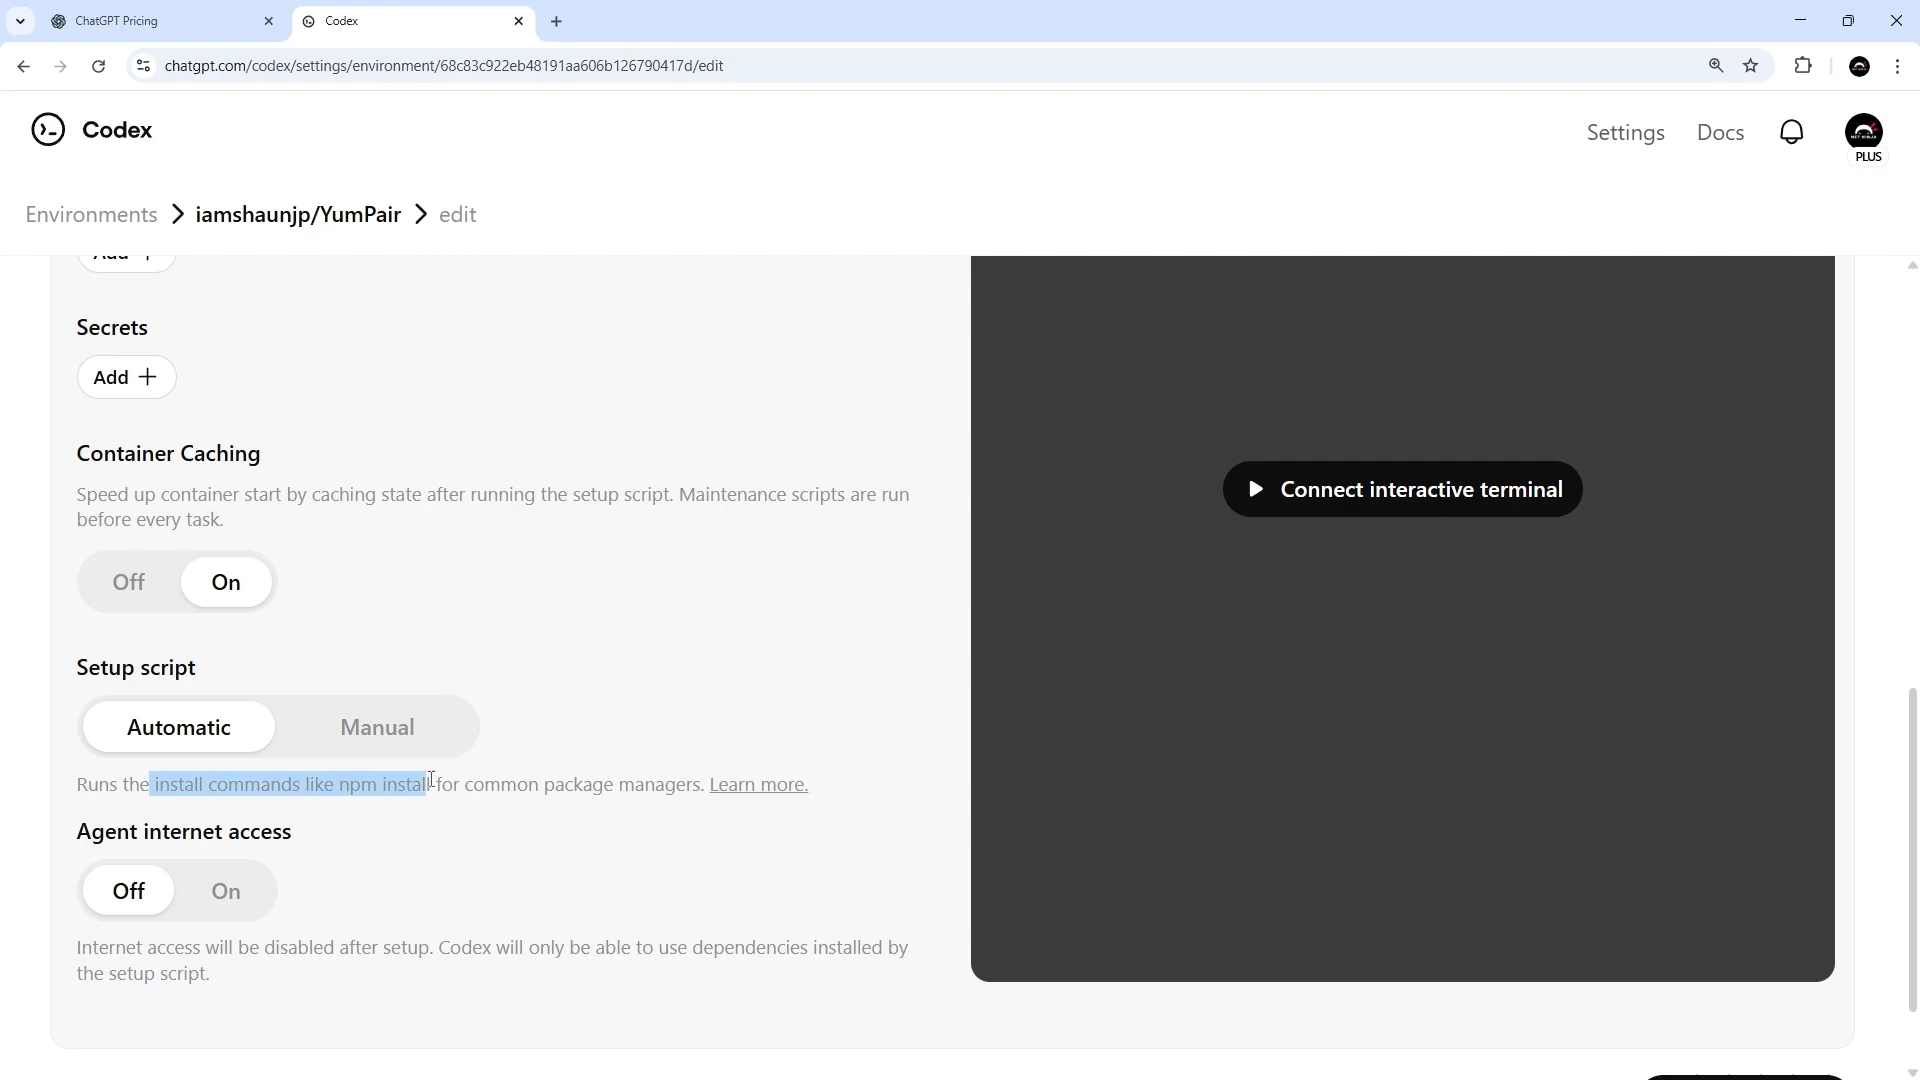 ChatGPT Pricing
Codex
chatgpt.com/codex/settings/environment/68c83c922eb48191aa606b126790417d/edit
Codex
Settings
Docs
PLUS
Environments > iamshaunjp/YumPair > edit
Add +
Secrets
Add +
Container Caching
Speed up container start by caching state after running the setup script. Maintenance scripts are run
before every task.
Off
On
Connect interactive terminal
Setup script
Automatic
Manual
Runs the install commands like npm install for common package managers. Learn more.
Agent internet access
Off
On
Internet access will be disabled after setup. Codex will only be able to use dependencies installed by
the setup script.